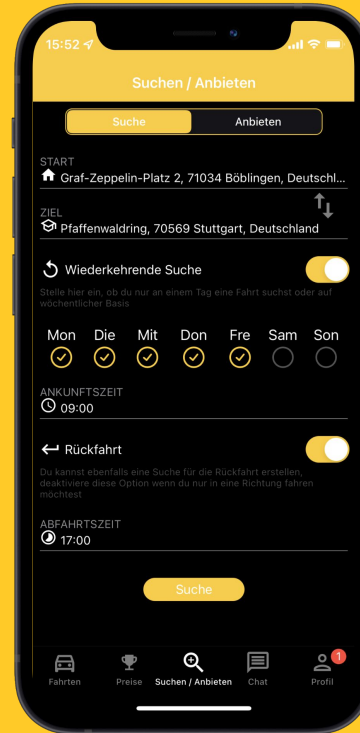 15:52
Suchen / Anbieten
Suche Anbieten
START
Graf-Zeppelin-Platz 2, 71034 Böblingen, Deutschl...
ZIEL
Pfaffenwaldring, 70569 Stuttgart, Deutschland
Wiederkehrende Suche
Stelle hier ein, ob du nur an einem Tag eine Fahrt suchst oder auf
wöchentlicher Basis
Mon Die Mit Don Fre Sam Son
ANKUNFTSZEIT
09:00
Rückfahrt
Du kannst ebenfalls eine Suche für die Rückfahrt erstellen,
deaktiviere diese Option wenn du nur in eine Richtung fahren
möchtest
ABFAHRTSZEIT
17:00
Suche
1
Fahrten Preise Suchen / Anbieten Chat Profil